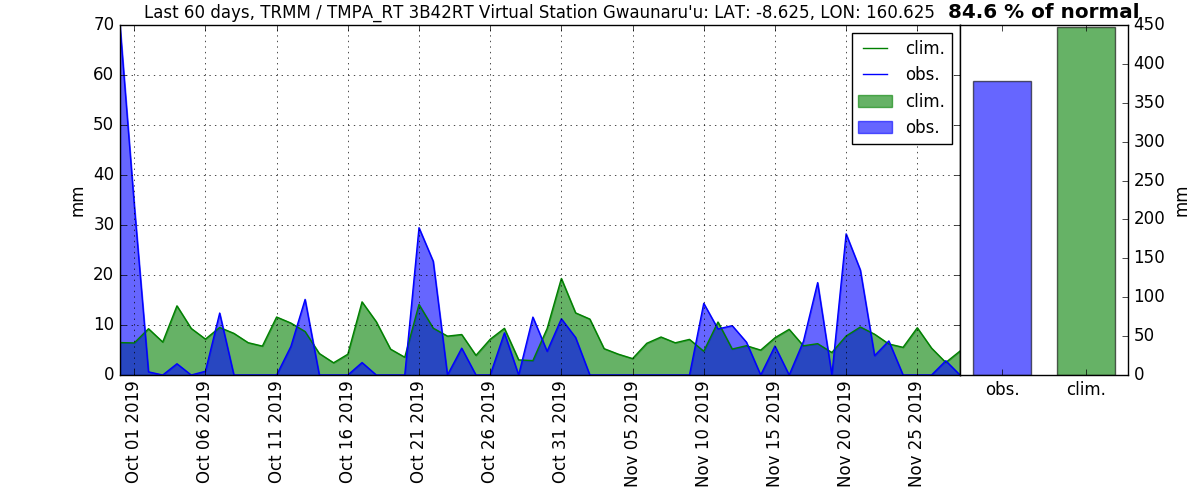 Last 60 days, TRMM / TMPA_RT 3B42RT Virtual Station Gwaunaru'u: LAT: -8.625, LON: 160.625 84.6 % of normal
70
60
50
40
30
20
10
0
mm
clim.
obs.
clim.
obs.
450
400
350
300
250
200
150
100
50
0
mm
obs. clim.
Oct 01 2019
Oct 06 2019
Oct 11 2019
Oct 16 2019
Oct 21 2019
Oct 26 2019
Oct 31 2019
Nov 05 2019
Nov 10 2019
Nov 15 2019
Nov 20 2019
Nov 25 2019